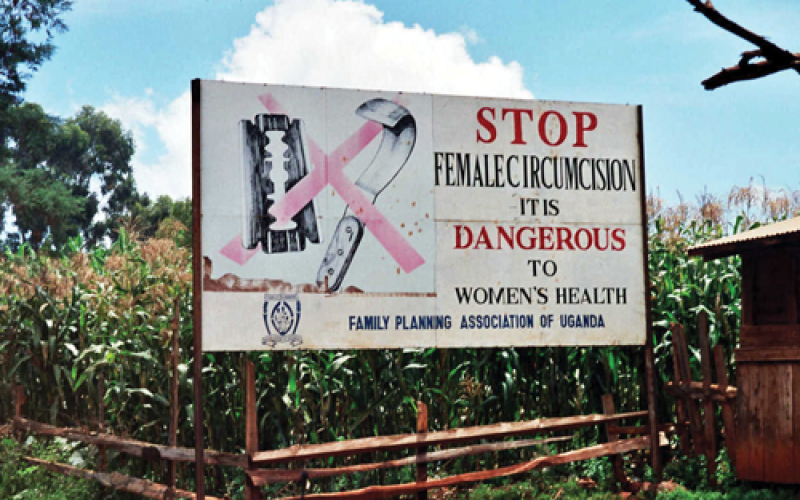 STOP
FEMALE CIRCUMCISION
IT IS
DANGEROUS
TO
WOMEN'S HEALTH
FAMILY PLANNING ASSOCIATION OF UGANDA